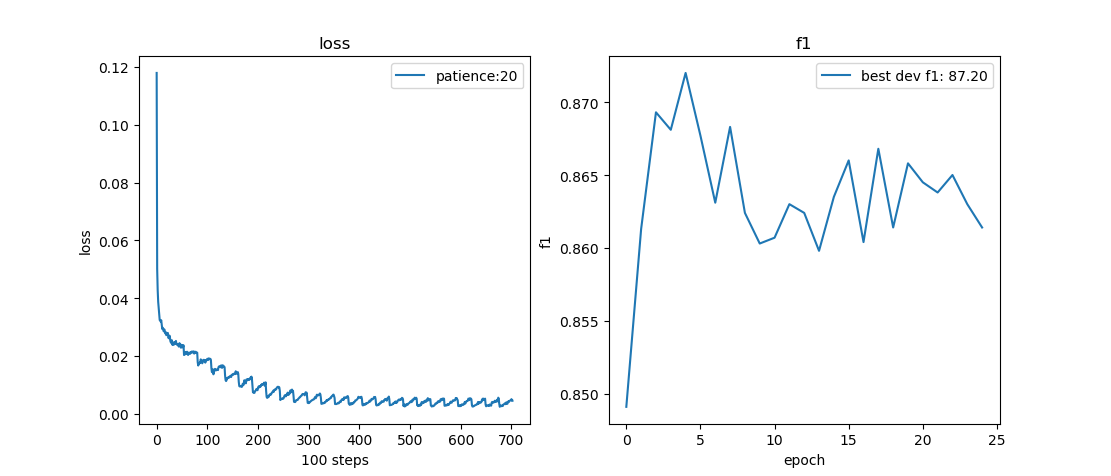 loss
patience:20
0.12
0.10
0.08
0.06
0.04
0.02
0.00
loss
0 100 200 300 400 500 600 700
100 steps
f1
best dev f1: 87.20
0.870
0.865
0.860
0.855
0.850
f1
0 5 10 15 20 25
epoch